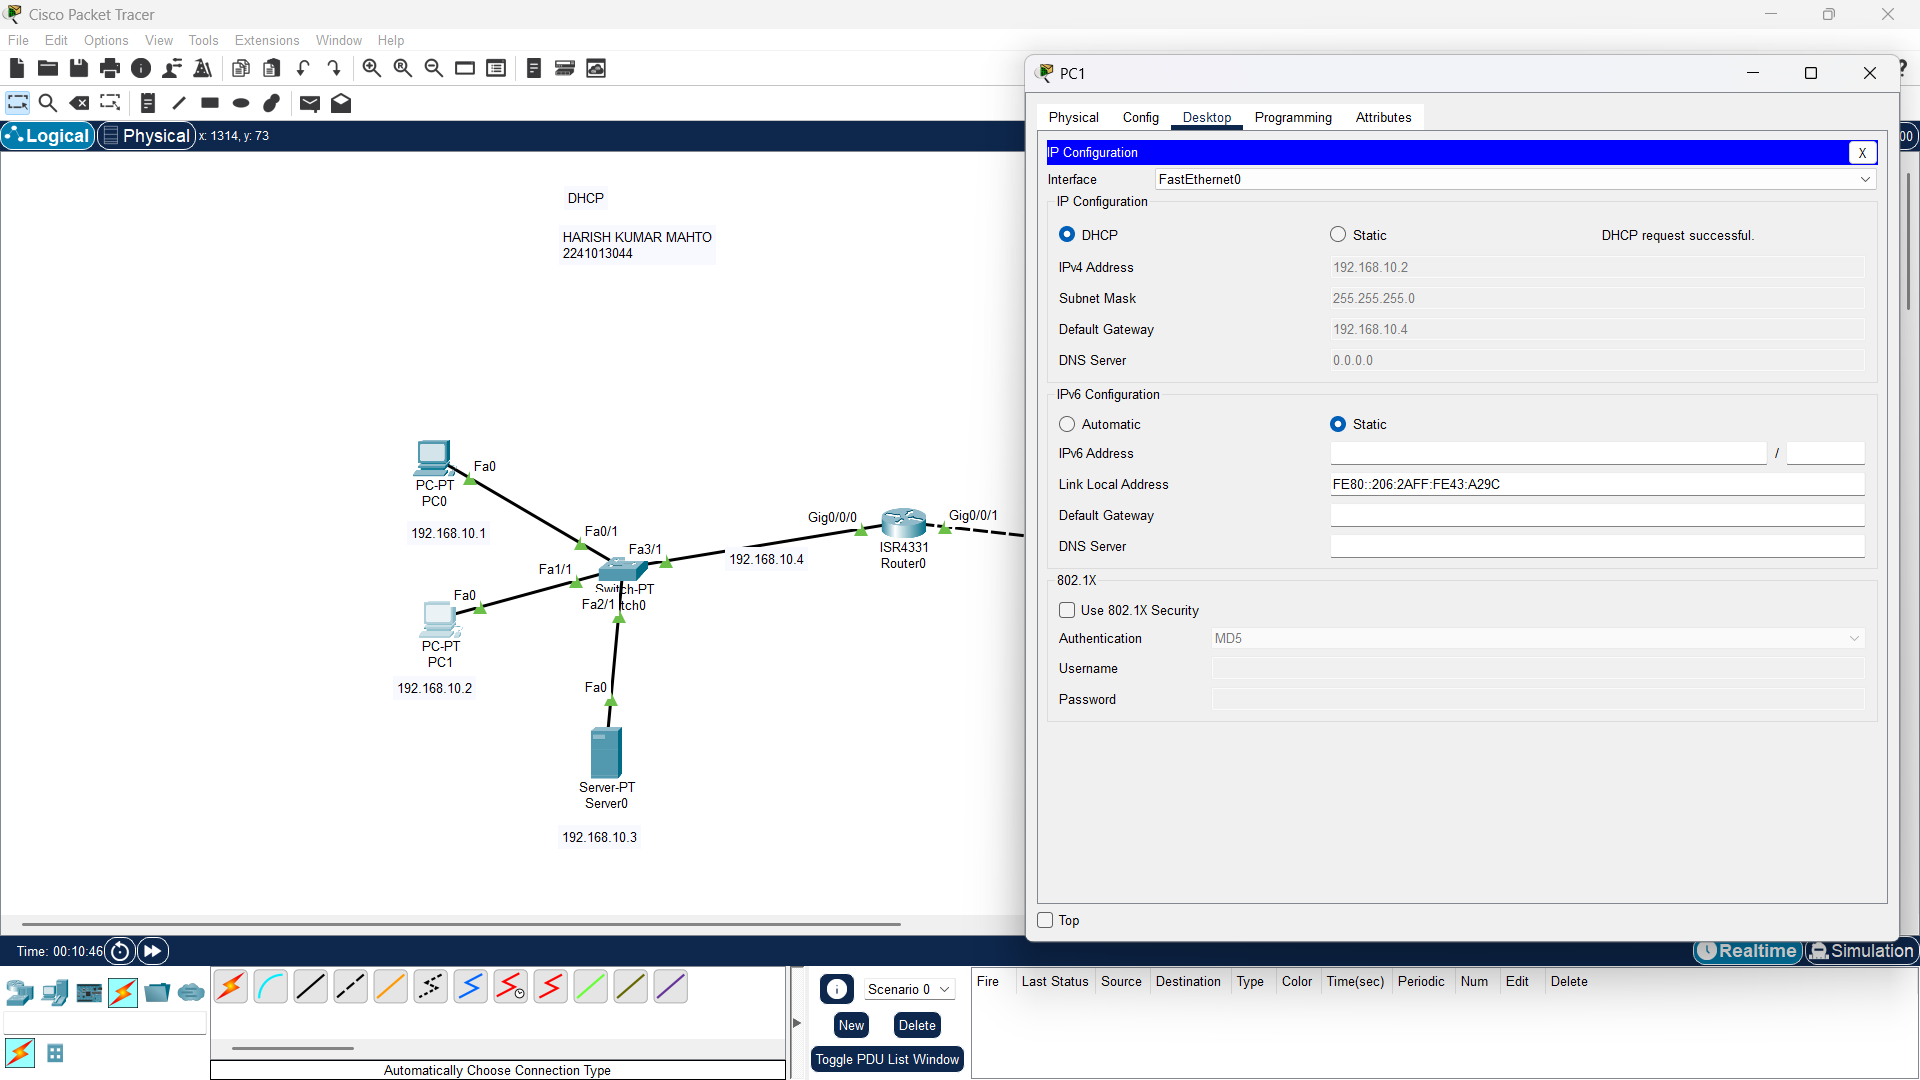 Cisco Packet Tracer
File Edit Options View Tools Extensions Window Help
Logical Physical x: 1314, y: 73
DHCP
HARISH KUMAR MAHTO
2241013044
Fa0
PC-PT
PC0
192.168.10.1
Fa0/1
Fa3/1
Fa1/1
Fa0
Switch-PT
Fa2/1 tch0
PC-PT
PC1
192.168.10.2
192.168.10.4
Gig0/0/0
Gig0/0/1
ISR4331
Router0
Fa0
Server-PT
Server0
192.168.10.3
PC1
Physical Config Desktop Programming Attributes
IP Configuration X
Interface FastEthernet0
IP Configuration
DHCP Static DHCP request successful.
IPv4 Address 192.168.10.2
Subnet Mask 255.255.255.0
Default Gateway 192.168.10.4
DNS Server 0.0.0.0
IPv6 Configuration
Automatic Static
IPv6 Address /
Link Local Address FE80::206:2AFF:FE43:A29C
Default Gateway
DNS Server
802.1X
Use 802.1X Security
Authentication MD5
Username
Password
Top
?
00
Time: 00:10:46
Realtime Simulation
Scenario 0
New Delete
Toggle PDU List Window
Fire Last Status Source Destination Type Color Time(sec) Periodic Num Edit Delete
Automatically Choose Connection Type